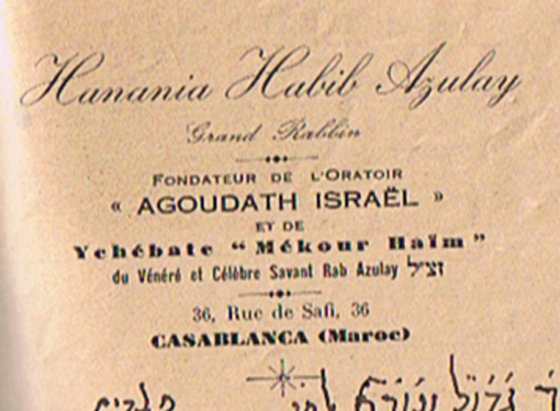 Hanania Habib Azulay
Grand Rabbin
FONDATEUR DE L'ORATOIR
« AGOUDATH ISRAËL »
ET DE
Yehébate “Mékour Haïm”
du Vénéré et Célèbre Savant Rab Azulay זצ״ל
36, Rue de Safi, 36
CASABLANCA (Maroc)